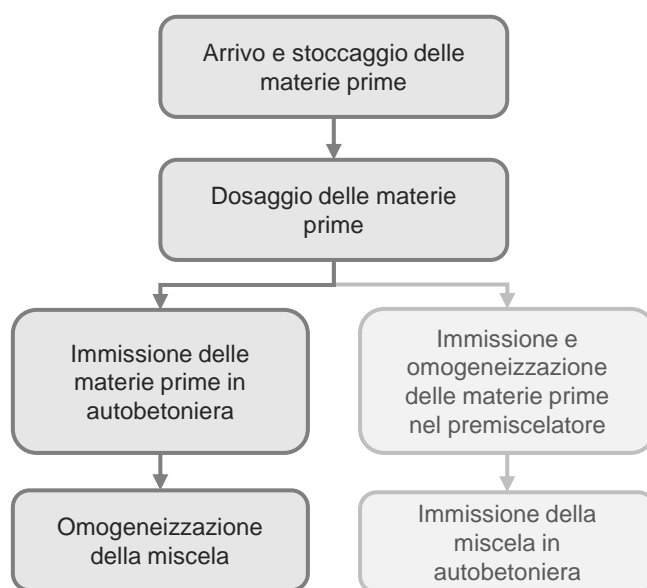 Arrivo e stoccaggio delle
materie prime
Dosaggio delle materie
prime
Immissione delle
materie prime in
autobetoniera
Immissione e
omogeneizzazione
delle materie prime
nel premiscelatore
Omogeneizzazione
della miscela
Immissione della
miscela in
autobetoniera